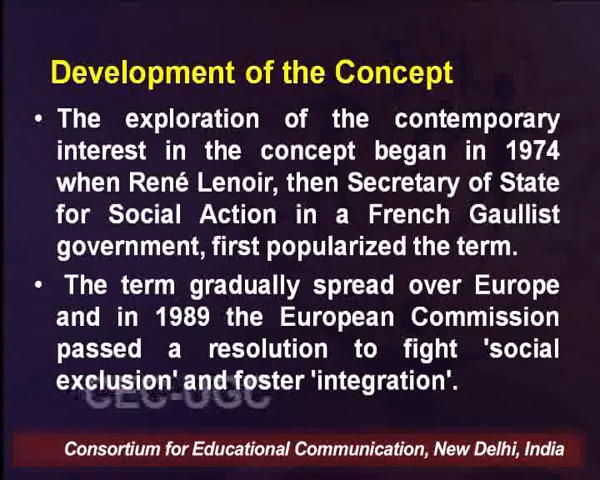 Development of the Concept
• The exploration of the contemporary
interest in the concept began in 1974
when René Lenoir, then Secretary of State
for Social Action in a French Gaullist
government, first popularized the term.
• The term gradually spread over Europe
and in 1989 the European Commission
passed a resolution to fight 'social
exclusion' and foster 'integration'.
CEC-UGC
Consortium for Educational Communication, New Delhi, India